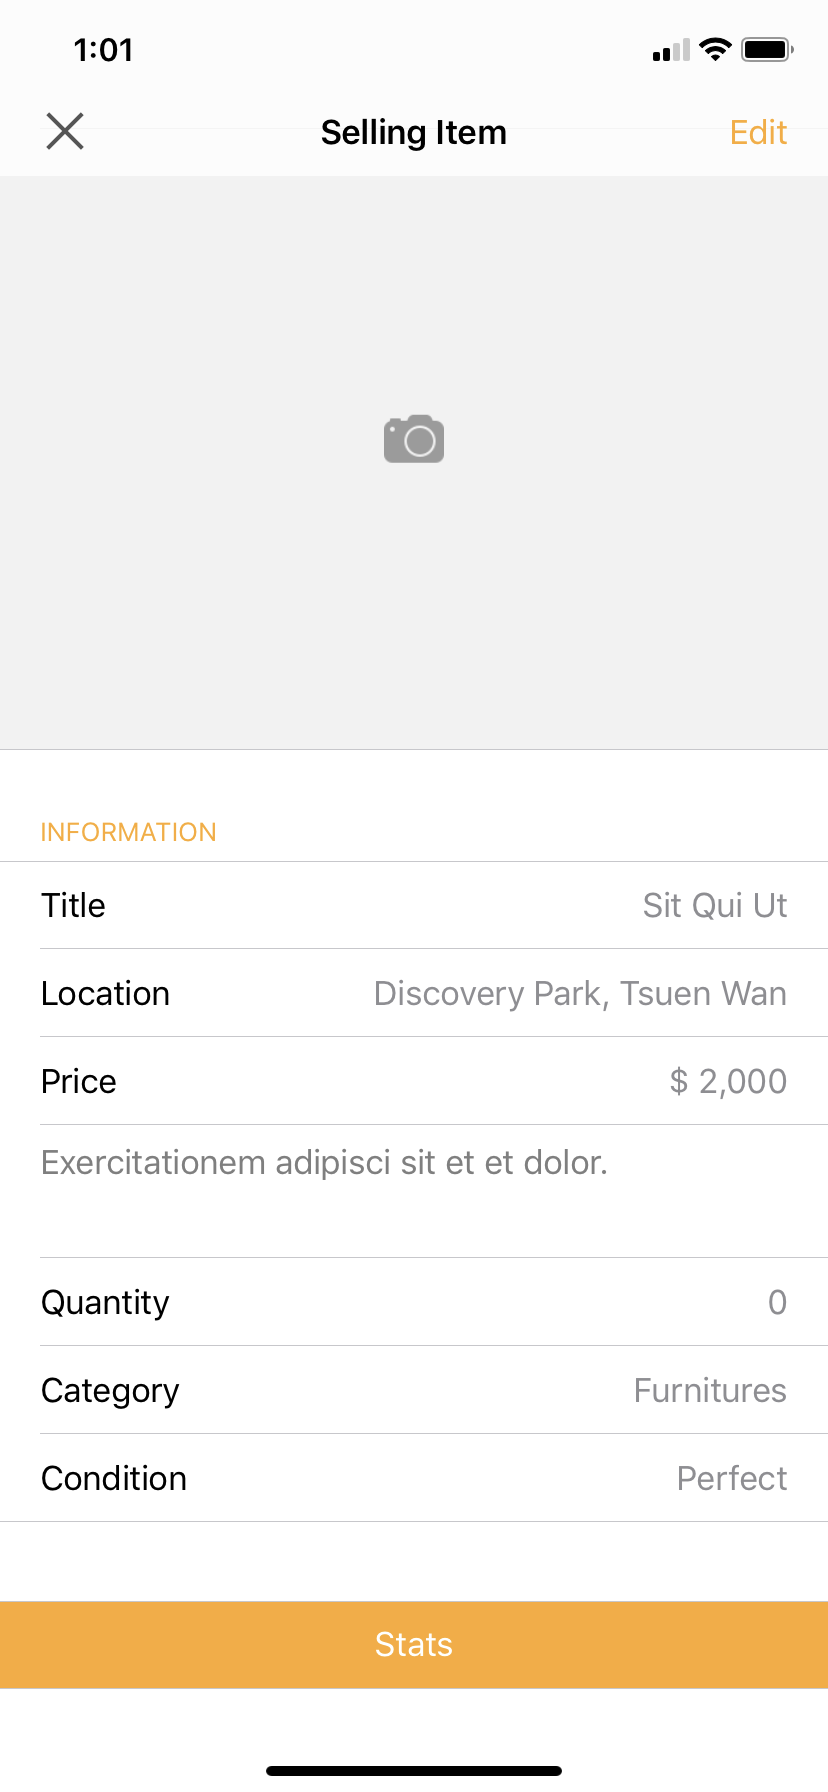 1:01
Selling Item
Edit
INFORMATION
Title Sit Qui Ut
Location Discovery Park, Tsuen Wan
Price $ 2,000
Exercitationem adipisci sit et et dolor.
Quantity 0
Category Furnitures
Condition Perfect
Stats